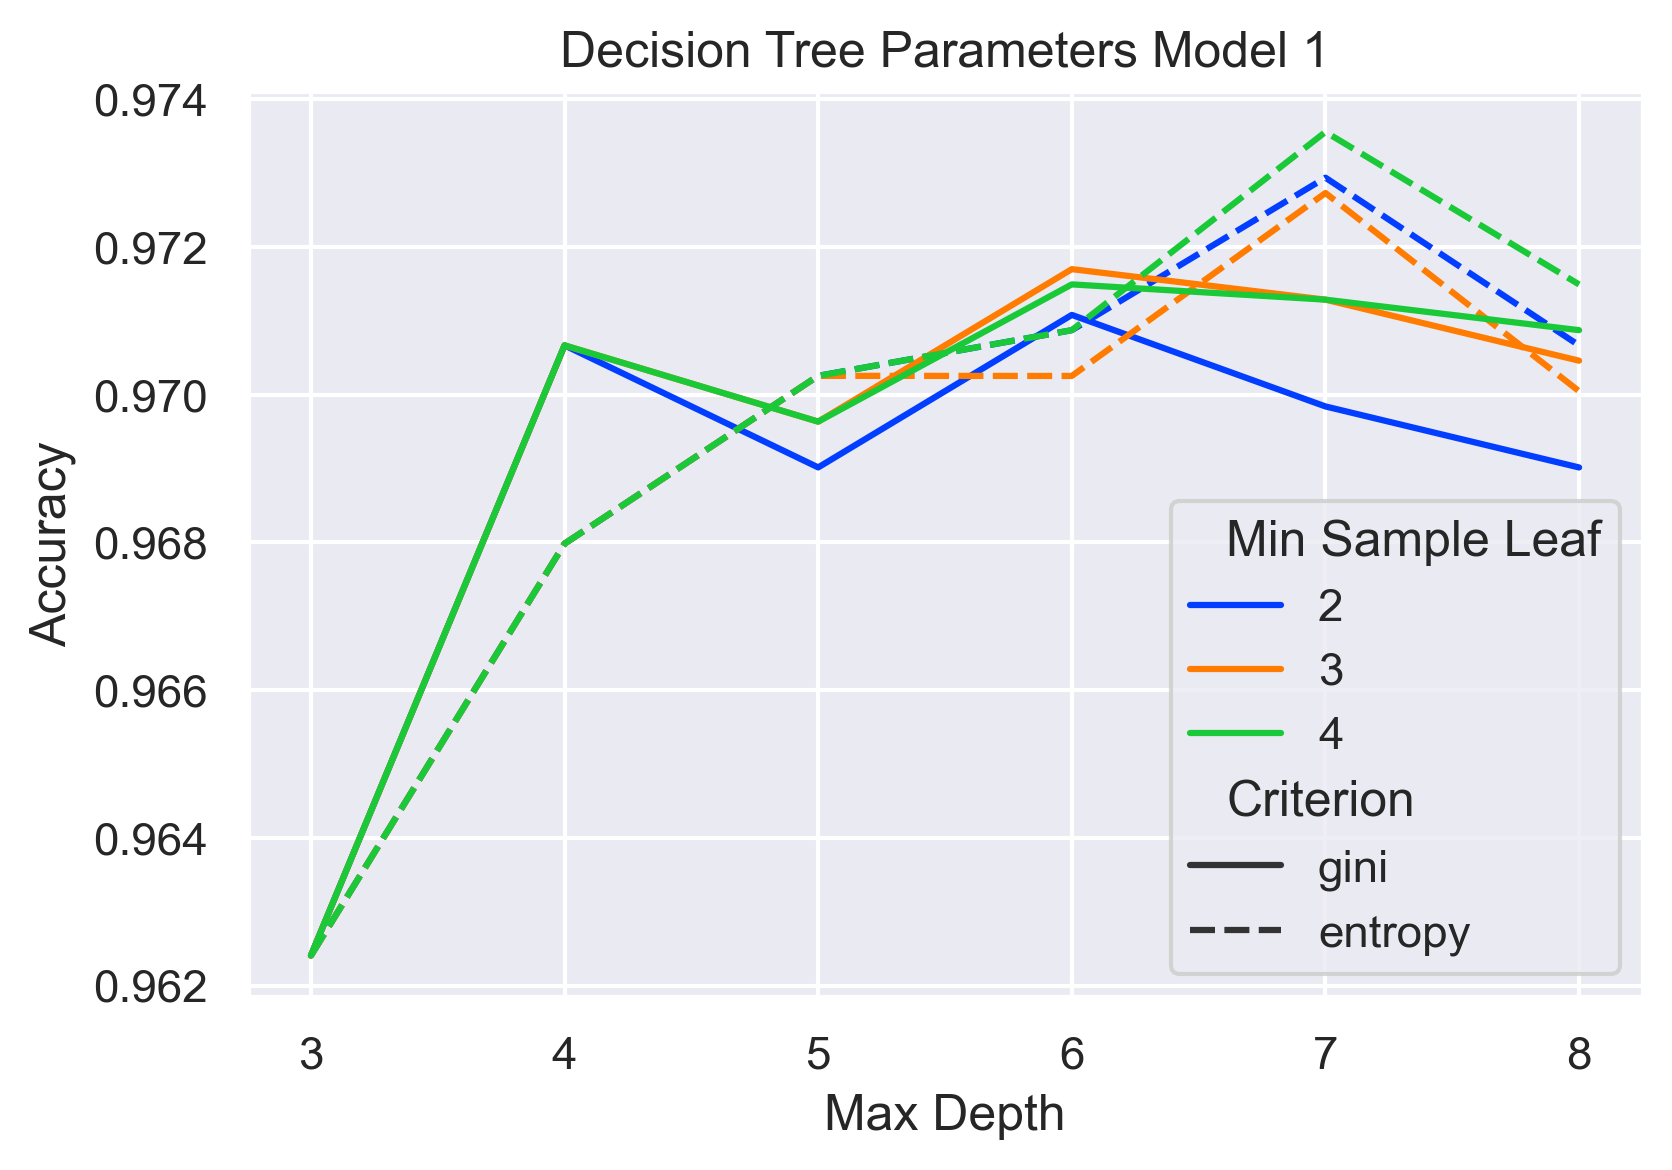 Decision Tree Parameters Model 1
0.974
0.972
0.970
0.968
0.966
0.964
0.962
Accuracy
3 4 5 6 7 8
Max Depth
Min Sample Leaf
2
3
4
Criterion
gini
entropy